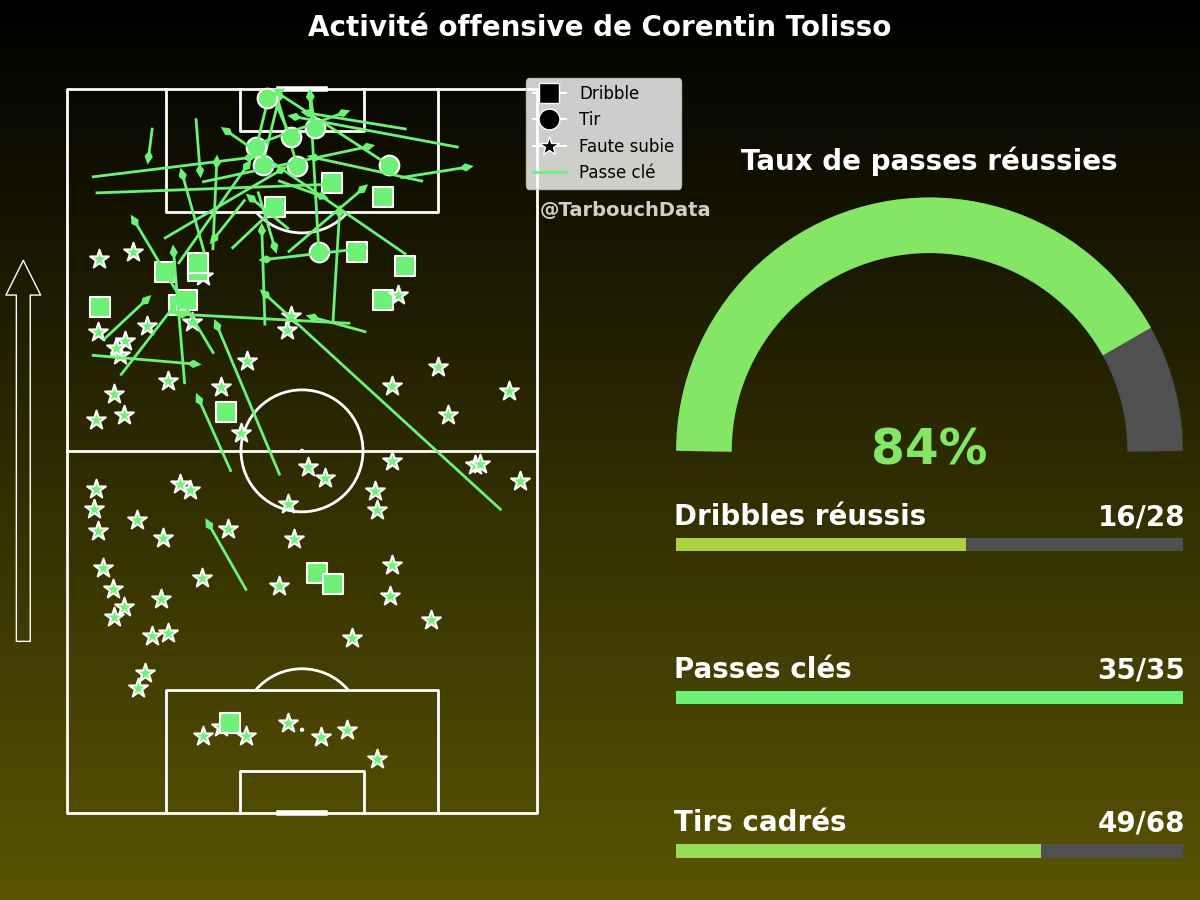 Activité offensive de Corentin Tolisso
Dribble
Tir
Faute subie
Passe clé
@TarbouchData
Taux de passes réussies
84%
Dribbles réussis 16/28
Passes clés 35/35
Tirs cadrés 49/68